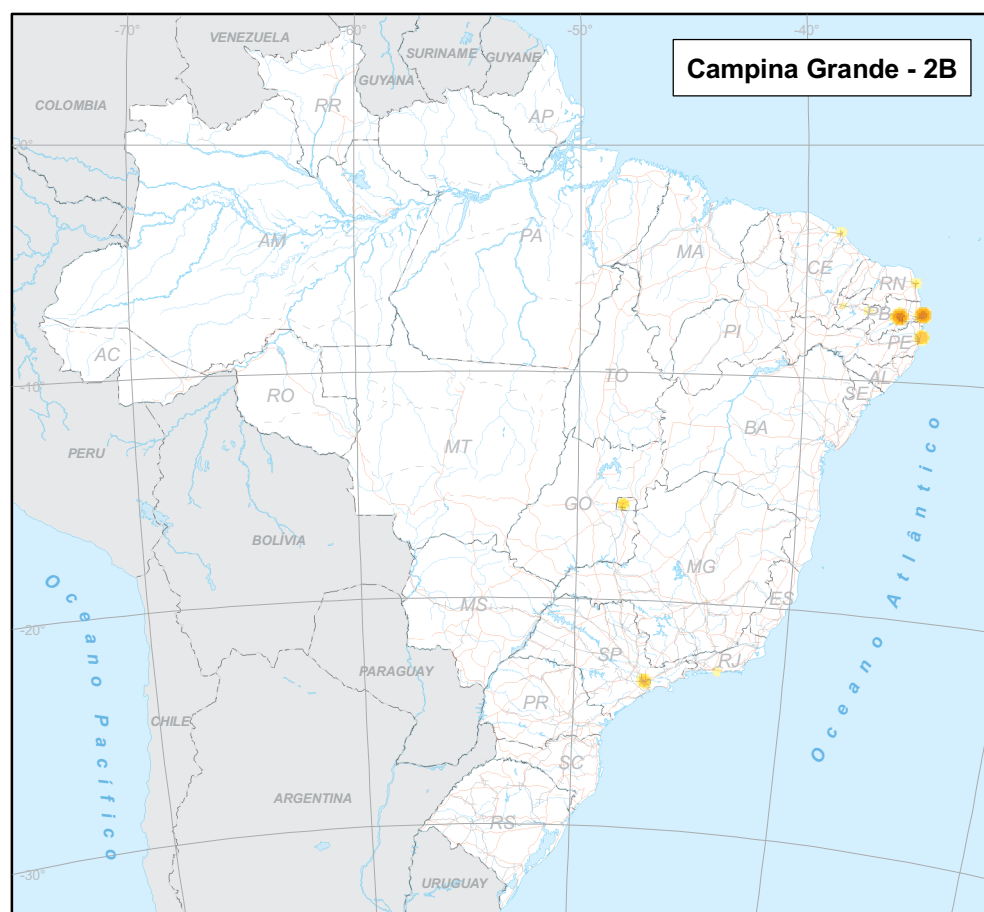 -70°
-60°
-50°
-40°
VENEZUELA
SURINAME
GUYANE
GUYANA
COLOMBIA
Campina Grande - 2B
RR
AP
0°
AM
PA
MA
CE
RN
PB
PE
PI
AC
TO
AL
SE
-10°
RO
BA
MT
PERU
GO
BOLÍVIA
MG
Oceano Atlântico
ES
MS
-20°
SP
RJ
PARAGUAY
Oceano Pacífico
PR
CHILE
SC
ARGENTINA
RS
-30°
URUGUAY